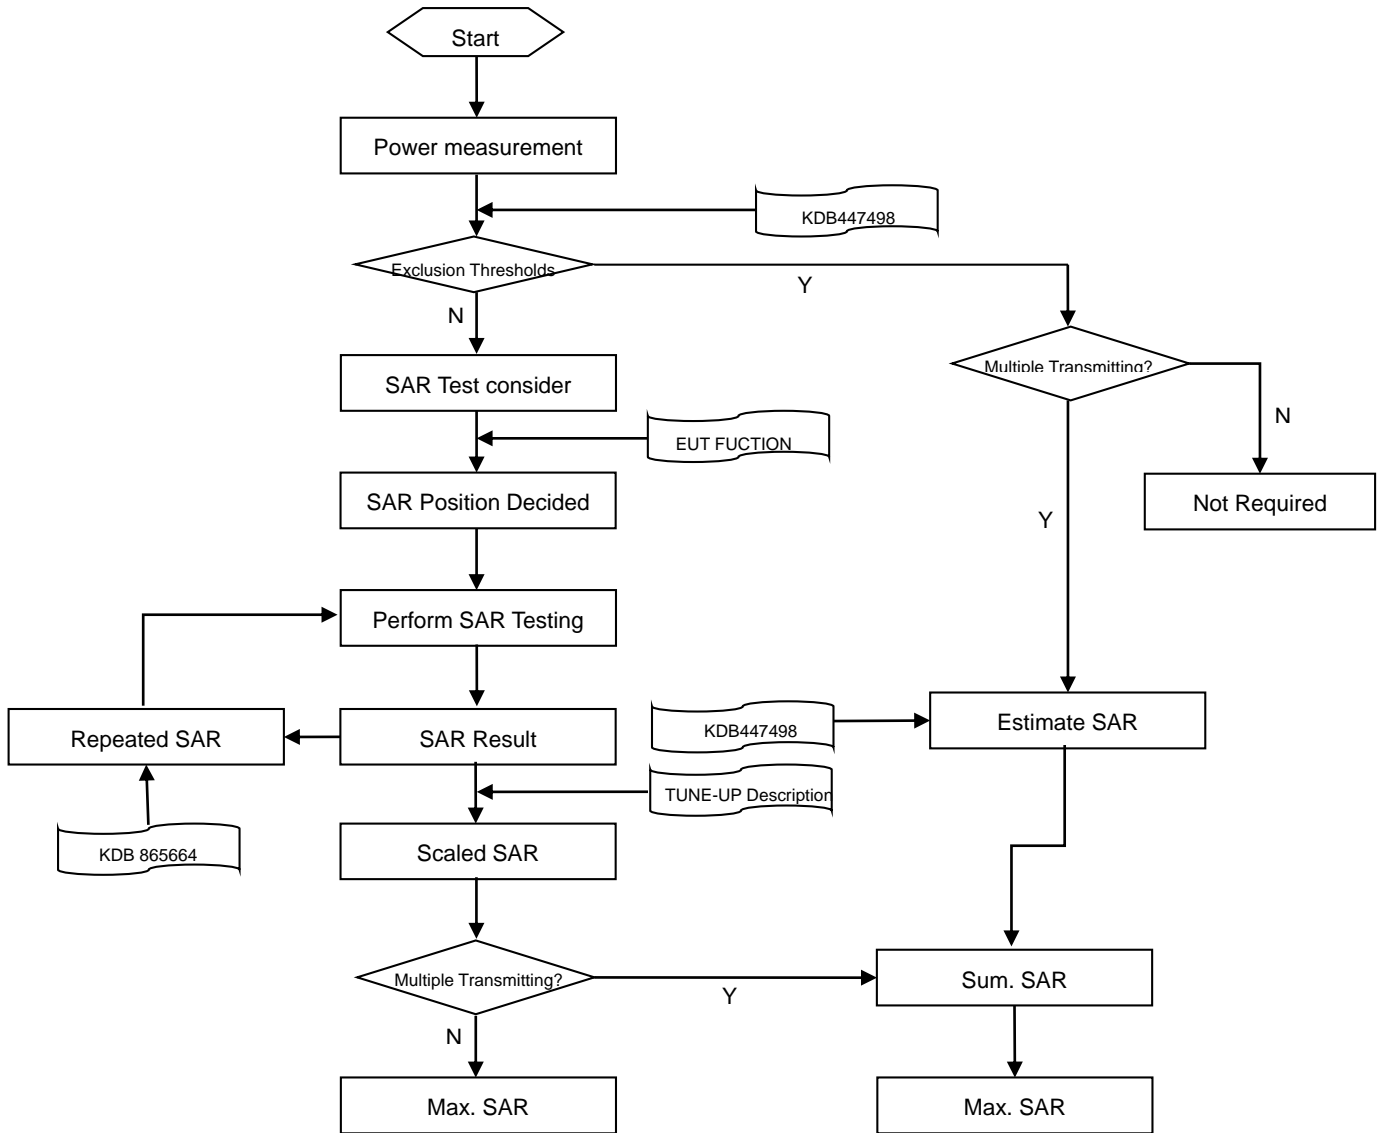 Start
Power measurement
KDB447498
Exclusion Thresholds
Y
N
Multiple Transmitting?
SAR Test consider
N
EUT FUCTION
SAR Position Decided
Not Required
Y
Perform SAR Testing
Repeated SAR
SAR Result
KDB447498
Estimate SAR
TUNE-UP Description
KDB 865664
Scaled SAR
Multiple Transmitting?
Y
Sum. SAR
N
Max. SAR
Max. SAR